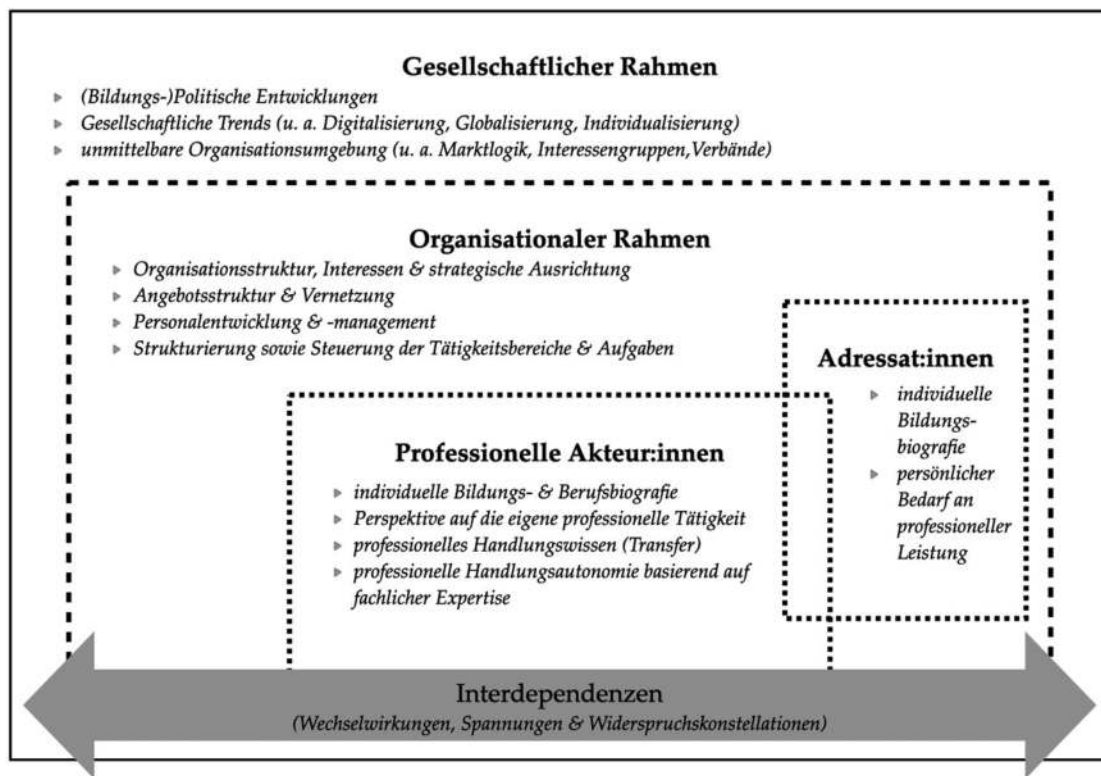 Gesellschaftlicher Rahmen
(Bildungs-)Politische Entwicklungen
Gesellschaftliche Trends (u. a. Digitalisierung, Globalisierung, Individualisierung)
unmittelbare Organisationsumgebung (u. a. Marktlogik, Interessengruppen,Verbände)
Organisationaler Rahmen
Organisationsstruktur, Interessen & strategische Ausrichtung
Angebotsstruktur & Vernetzung
Personalentwicklung & -management
Strukturierung sowie Steuerung der Tätigkeitsbereiche & Aufgaben
Adressat:innen
individuelle
Bildungs-
biografie
persönlicher
Bedarf an
professioneller
Leistung
Professionelle Akteur:innen
individuelle Bildungs- & Berufsbiografie
Perspektive auf die eigene professionelle Tätigkeit
professionelles Handlungswissen (Transfer)
professionelle Handlungsautonomie basierend auf
fachlicher Expertise
Interdependenzen
(Wechselwirkungen, Spannungen & Widerspruchskonstellationen)